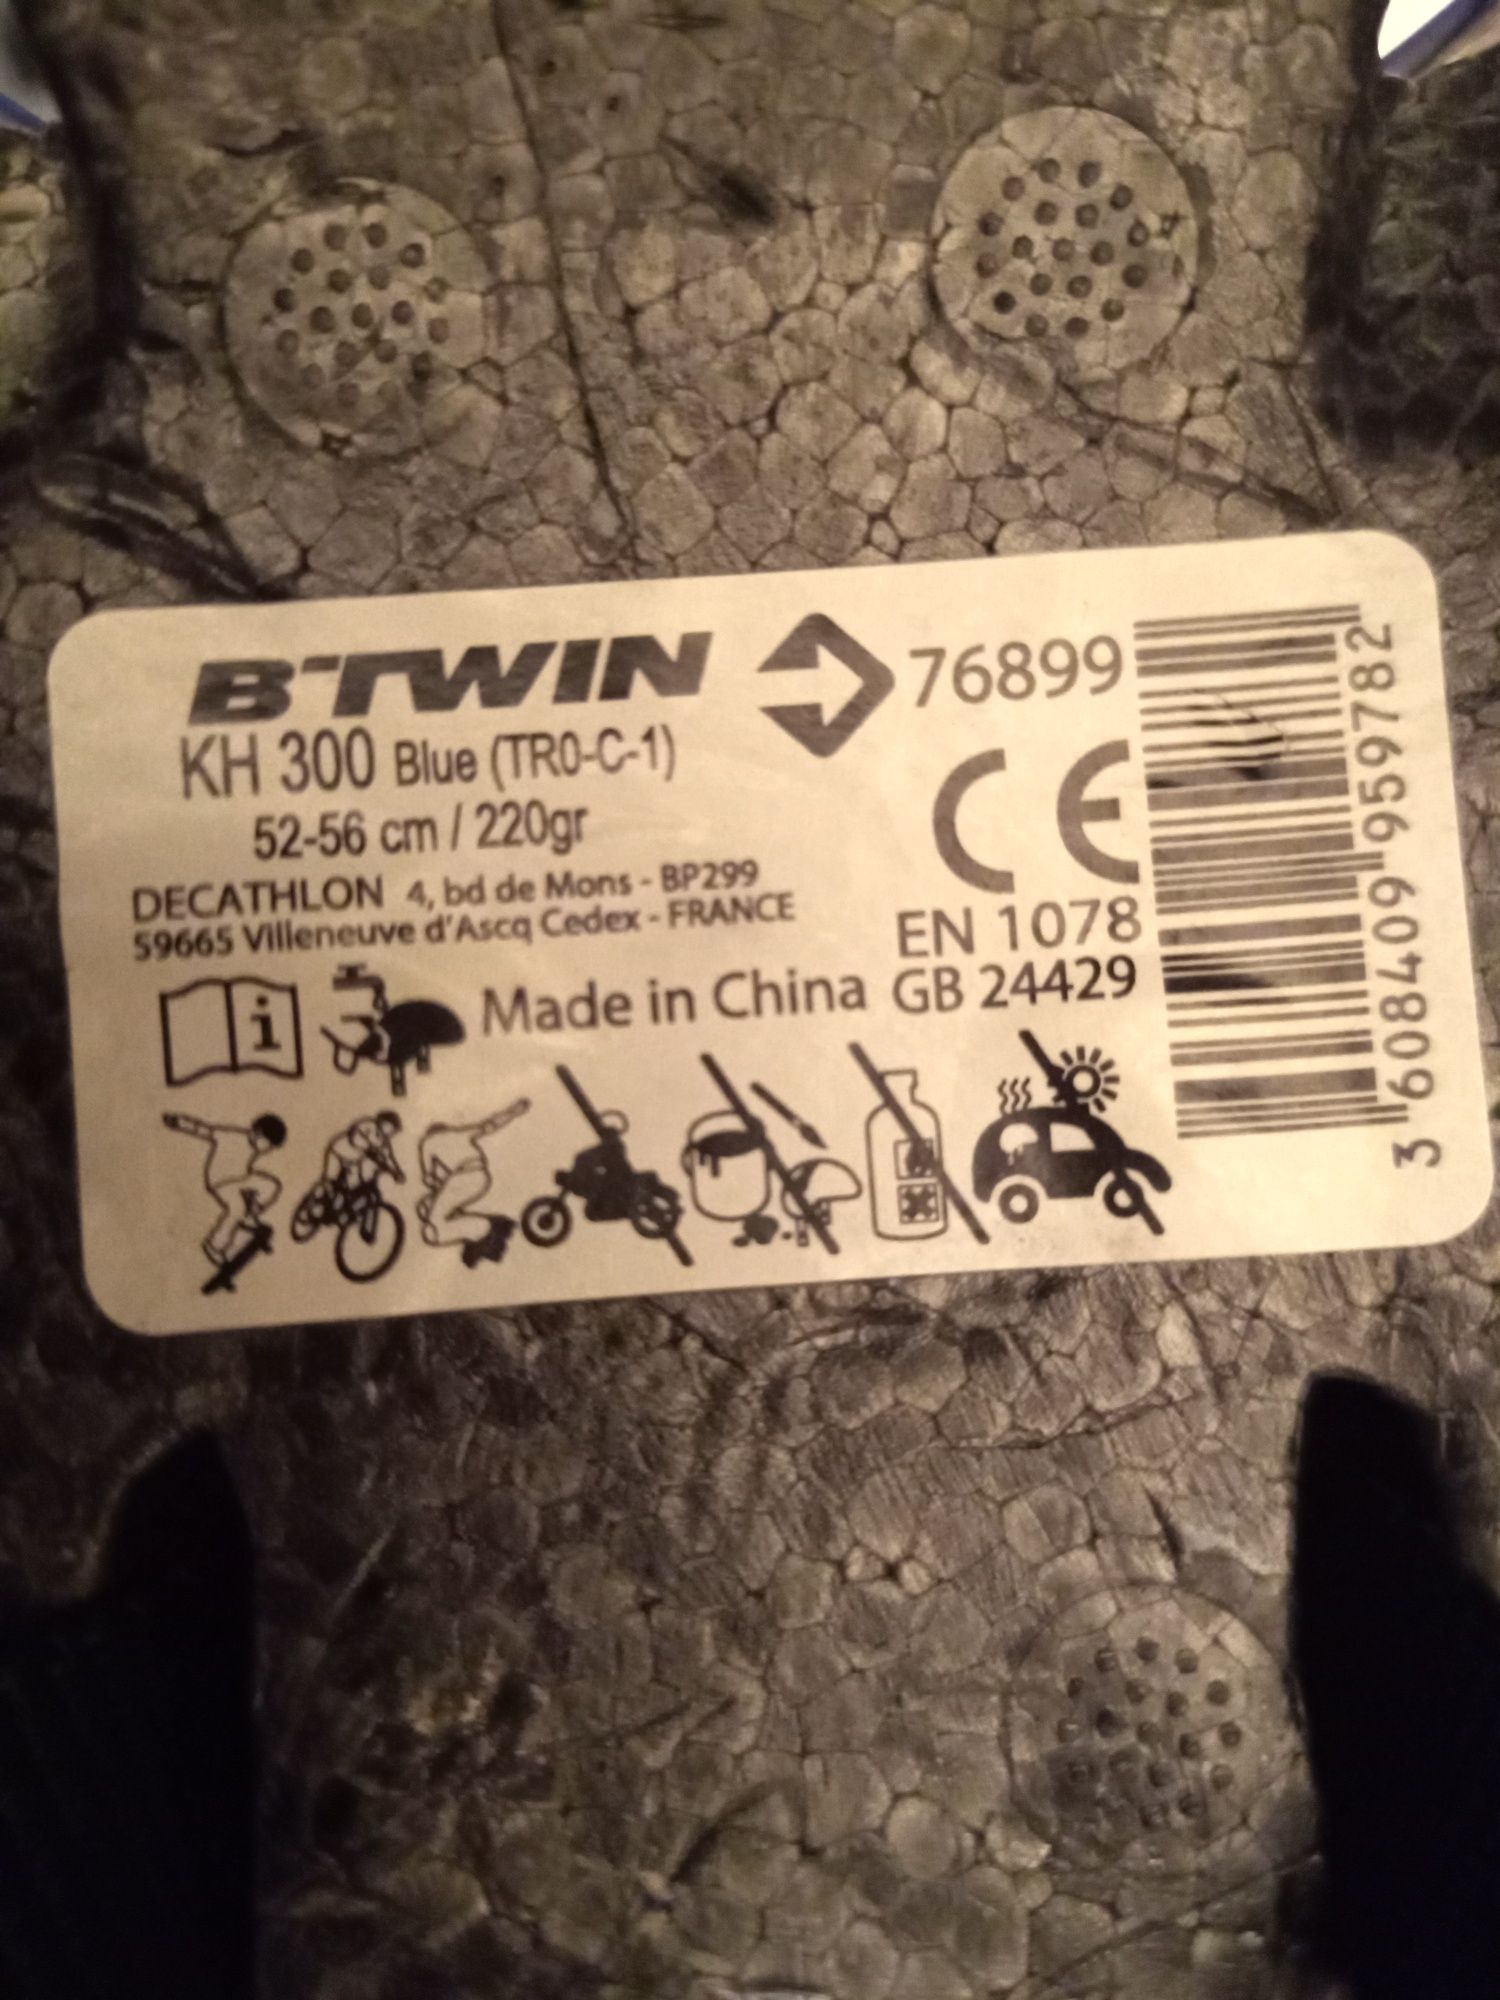 B'TWIN
76899
KH 300 Blue (TR0-C-1)
52-56 cm / 220gr
DECATHLON 4, bd de Mons - BP299
59665 Villeneuve d'Ascq Cedex - FRANCE
CE
EN 1078
GB 24429
i
Made in China
3 608409 959782